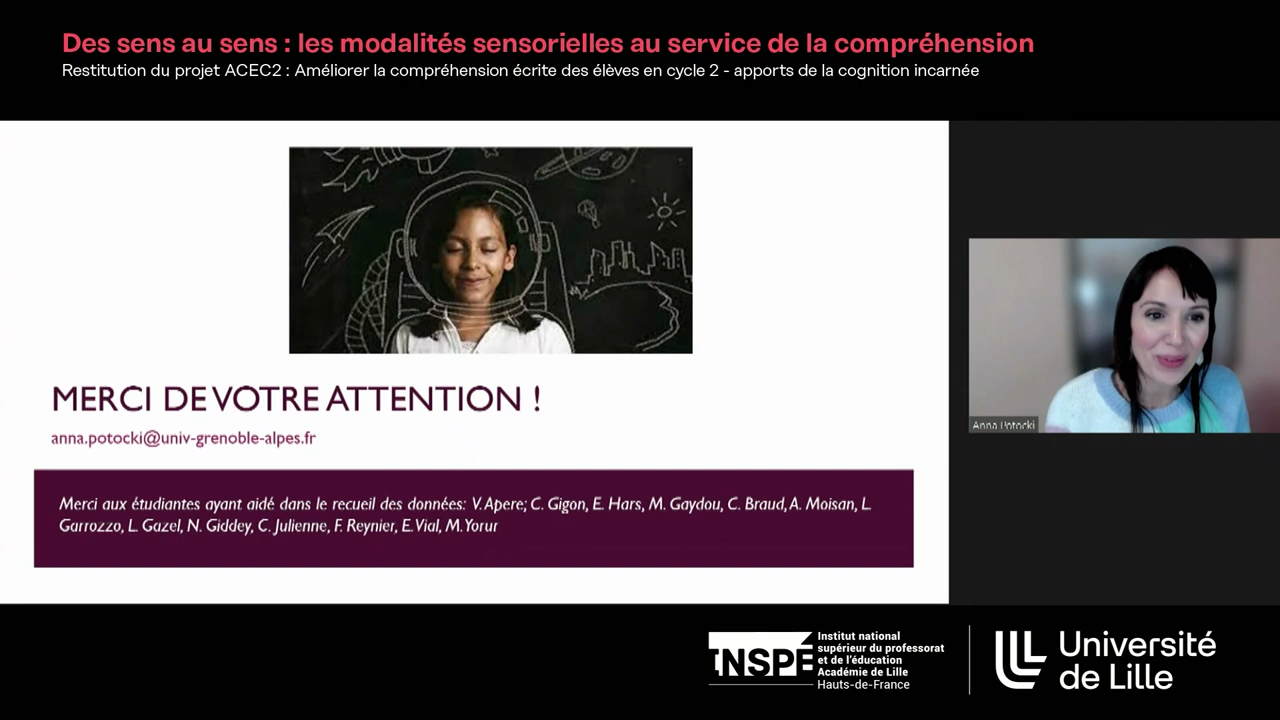 Des sens au sens : les modalités sensorielles au service de la compréhension
Restitution du projet ACEC2 : Améliorer la compréhension écrite des élèves en cycle 2 - apports de la cognition incarnée
MERCI DE VOTRE ATTENTION !
anna.potocki@univ-grenoble-alpes.fr
Merci aux étudiantes ayant aidé dans le recueil des données: V. Apere; C. Gigon, E. Hars, M. Gaydou, C. Braud, A. Moisan, L.
Garrozzo, L. Gazel, N. Giddey, C. Julienne, F. Reynier, E. Vial, M. Yorur
Anna Potocki
INSPÉ
Institut national
supérieur du professorat
et de l'éducation
Académie de Lille
Hauts-de-France
Université
de Lille